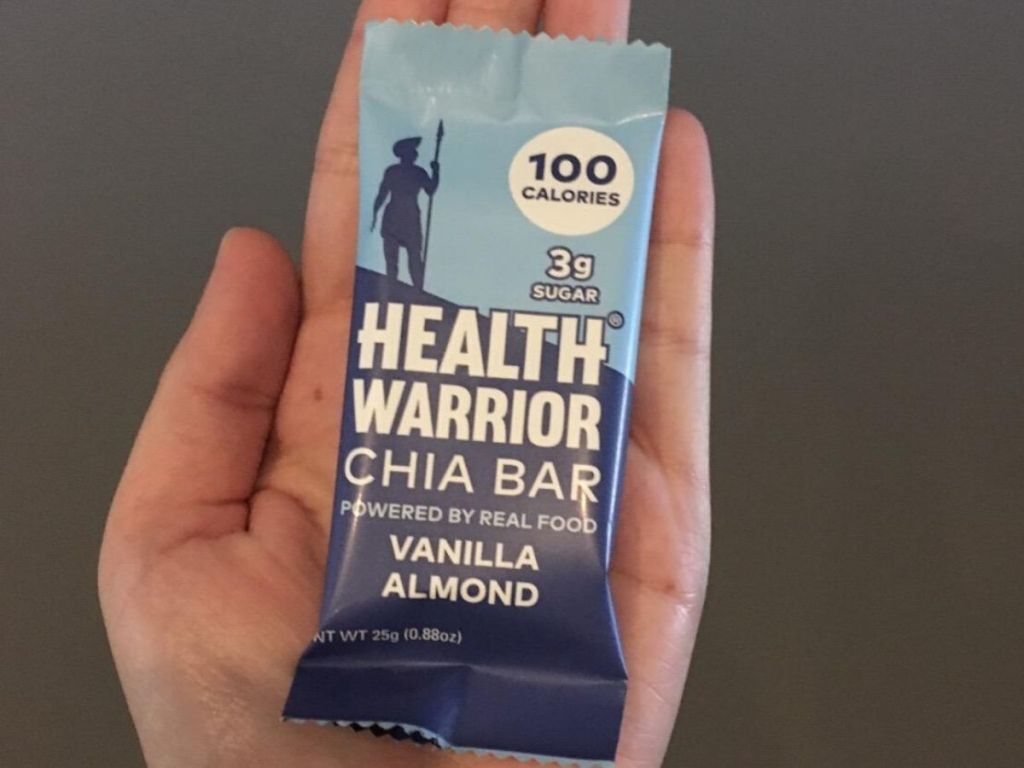 100
CALORIES
3g
SUGAR
HEALTH®
WARRIOR
CHIA BAR
POWERED BY REAL FOOD
VANILLA
ALMOND
NT WT 25g (0.88oz)